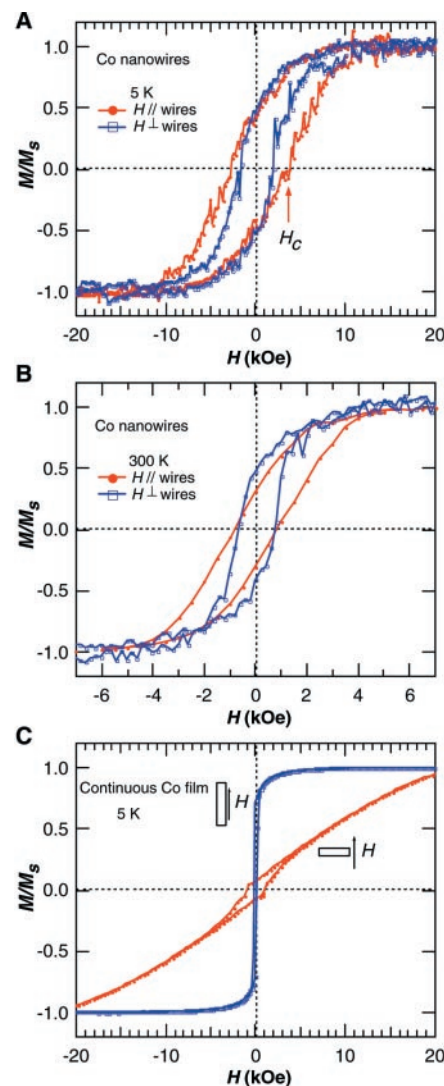 A
Co nanowires
5 K
H // wires
H ⊥ wires
M/Ms
1.0
0.5
0.0
-0.5
-1.0
Hc
-20
-10
0
10
20
H (kOe)
B
Co nanowires
300 K
H // wires
H ⊥ wires
M/Ms
1.0
0.5
0.0
-0.5
-1.0
-6
-4
-2
0
2
4
6
H (kOe)
C
Continuous Co film
5 K
H
H
M/Ms
1.0
0.5
0.0
-0.5
-1.0
-20
-10
0
10
20
H (kOe)